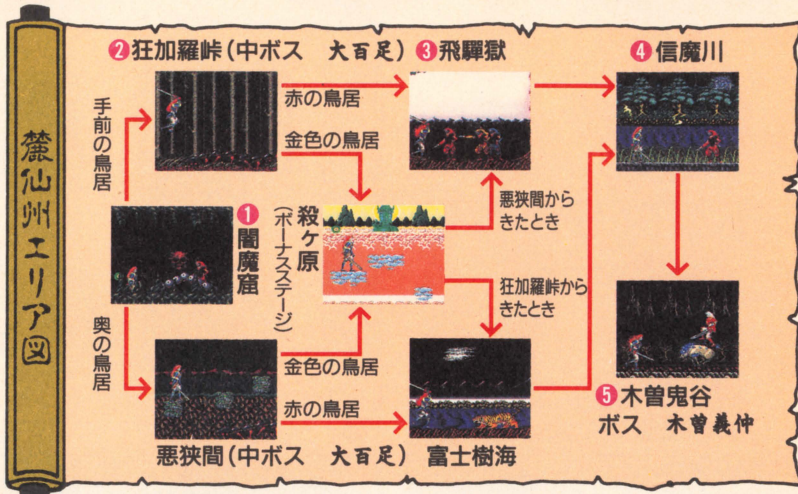 麓仙州エリア図
❷狂加羅峠(中ボス 大百足)
❸飛騨獄
❹信魔川
手前の鳥居
赤の鳥居
金色の鳥居
❶闇魔窟
殺ヶ原
(ボーナスステージ)
悪狭間から
きたとき
狂加羅峠から
きたとき
奥の鳥居
金色の鳥居
赤の鳥居
悪狭間(中ボス 大百足)
富士樹海
❺木曽鬼谷
ボス 木曽義仲